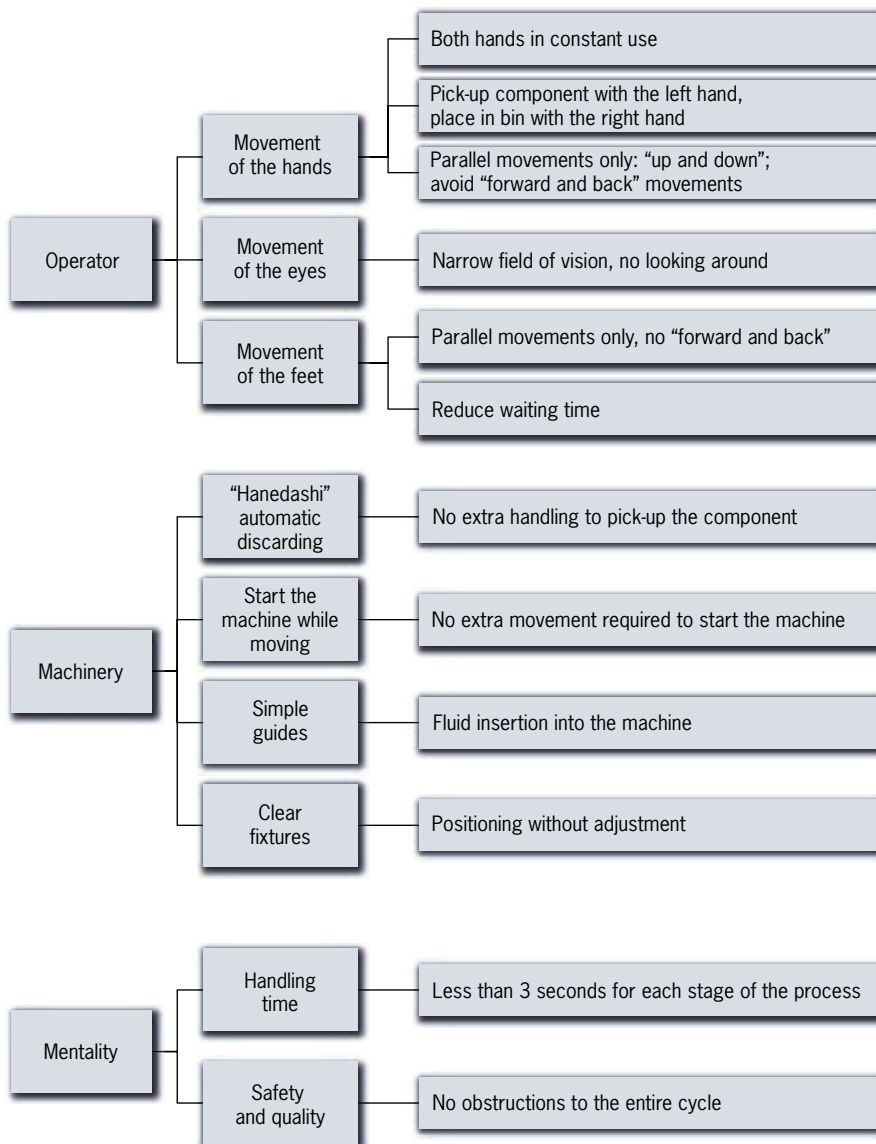 Operator
Movement
of the hands
Both hands in constant use
Pick-up component with the left hand,
place in bin with the right hand
Parallel movements only: “up and down”;
avoid “forward and back” movements
Movement
of the eyes
Narrow field of vision, no looking around
Movement
of the feet
Parallel movements only, no “forward and back”
Reduce waiting time
Machinery
“Hanedashi”
automatic
discarding
No extra handling to pick-up the component
Start the
machine while
moving
No extra movement required to start the machine
Simple
guides
Fluid insertion into the machine
Clear
fixtures
Positioning without adjustment
Mentality
Handling
time
Less than 3 seconds for each stage of the process
Safety
and quality
No obstructions to the entire cycle